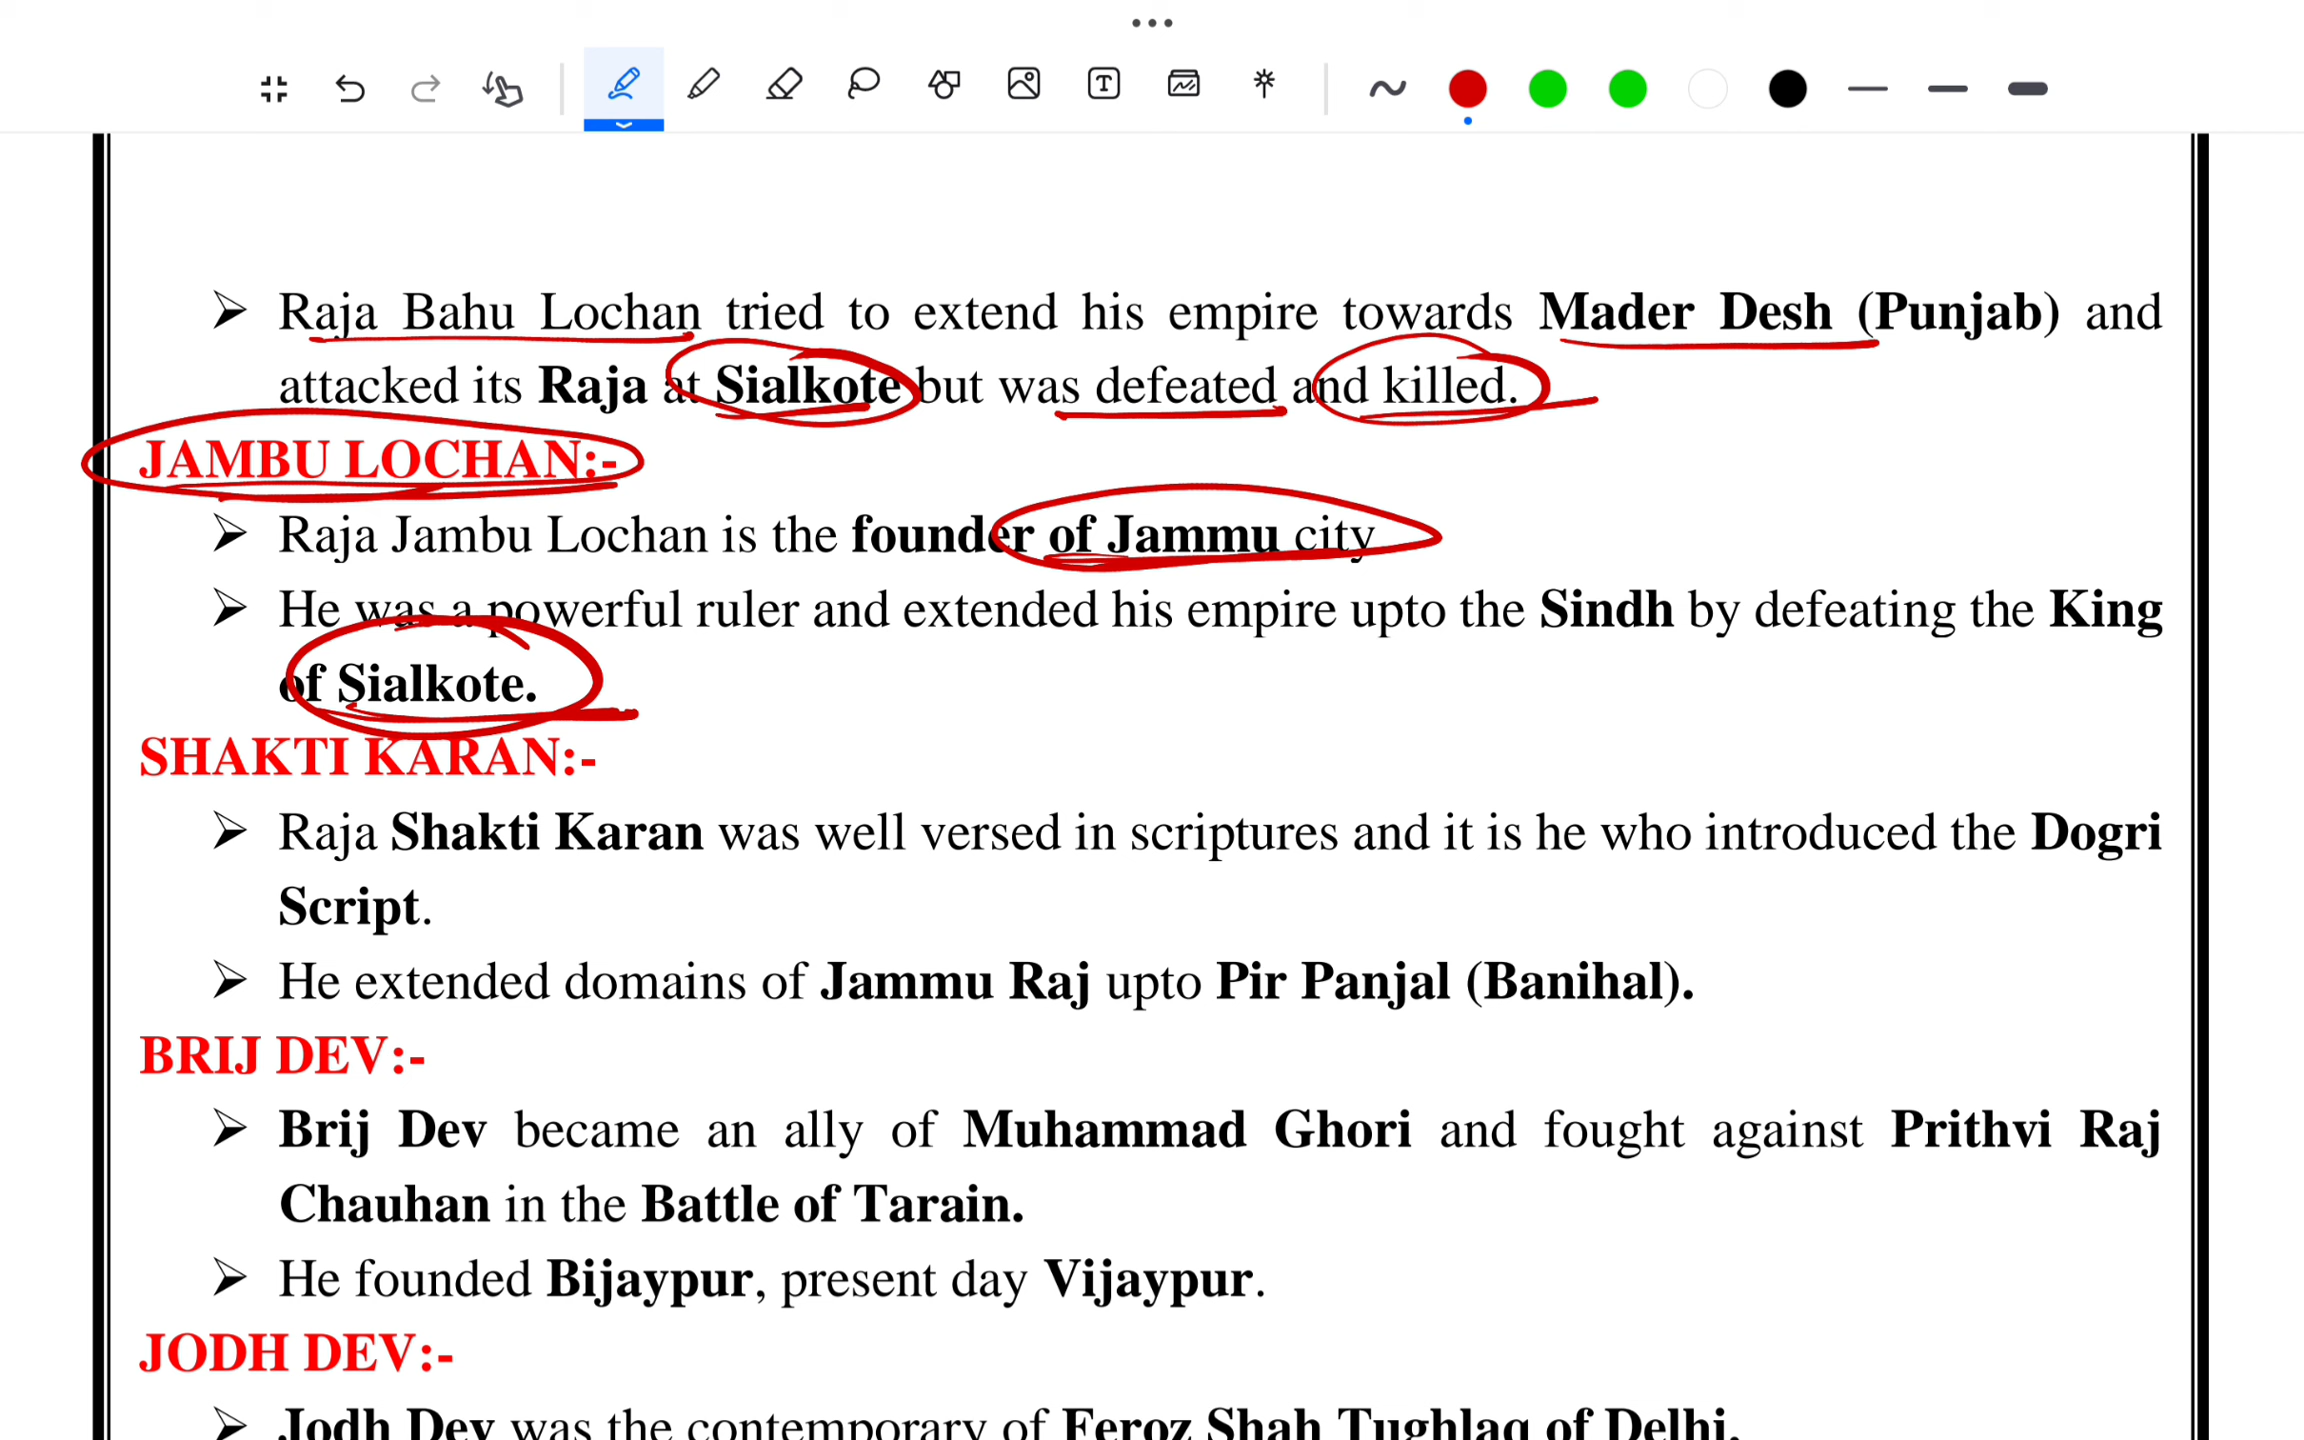 ➢ Raja Bahu Lochan tried to extend his empire towards Mader Desh (Punjab) and
attacked its Raja at Sialkote but was defeated and killed.
JAMBU LOCHAN:-
➢ Raja Jambu Lochan is the founder of Jammu city
➢ He was a powerful ruler and extended his empire upto the Sindh by defeating the King
of Sialkote.
SHAKTI KARAN:-
➢ Raja Shakti Karan was well versed in scriptures and it is he who introduced the Dogri
Script.
➢ He extended domains of Jammu Raj upto Pir Panjal (Banihal).
BRIJ DEV:-
➢ Brij Dev became an ally of Muhammad Ghori and fought against Prithvi Raj
Chauhan in the Battle of Tarain.
➢ He founded Bijaypur, present day Vijaypur.
JODH DEV:-
➢ Jodh Dev was the contemporary of Feroz Shah Tughlaq of Delhi.